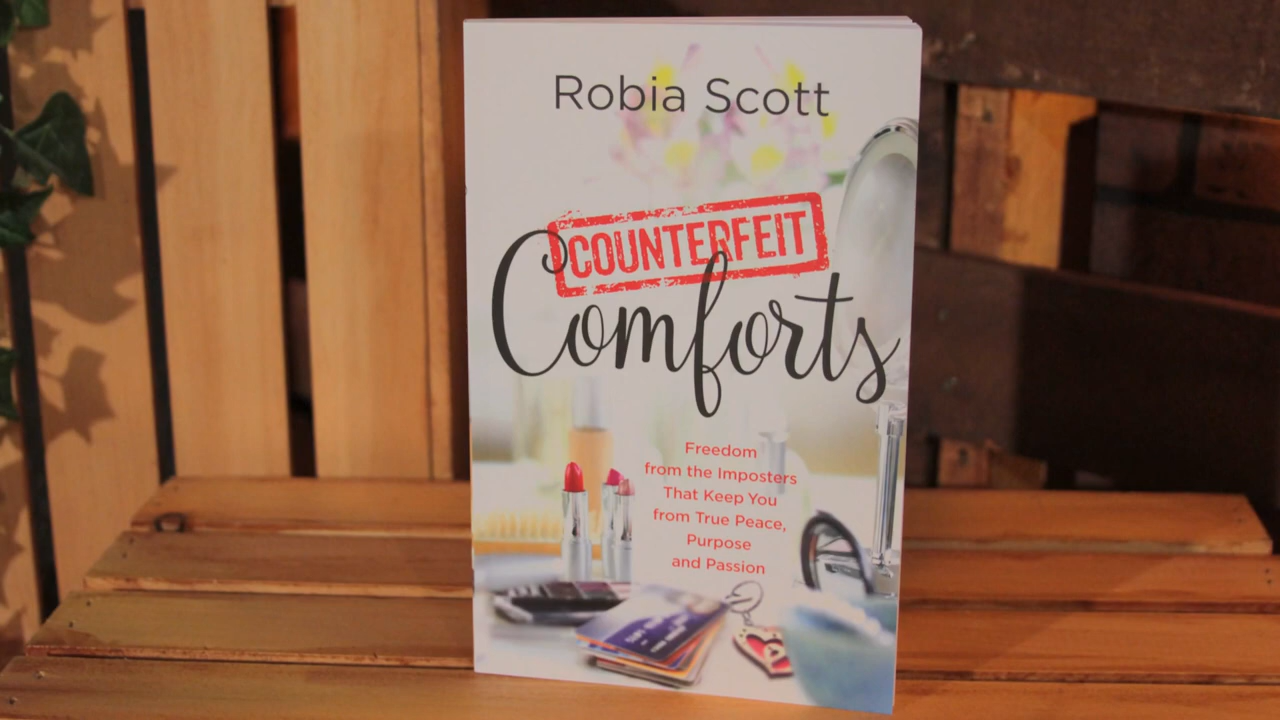 Robia Scott
COUNTERFEIT
Comforts
Freedom
from the Imposters
That Keep You
from True Peace,
Purpose
and Passion